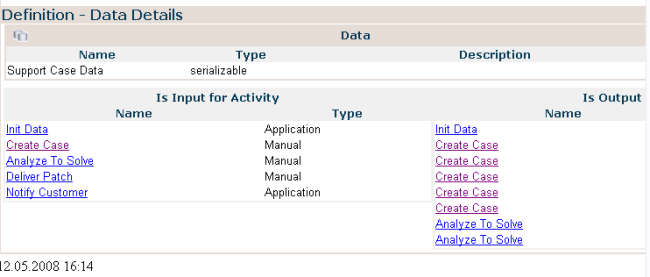 Definition - Data Details
Data
Name Type Description
Support Case Data serializable
Is Input for Activity Is Output
Name Type Name
Init Data Application Init Data
Create Case Manual Create Case
Analyze To Solve Manual Create Case
Deliver Patch Manual Create Case
Notify Customer Application Create Case
Create Case
Analyze To Solve
Analyze To Solve
12.05.2008 16:14